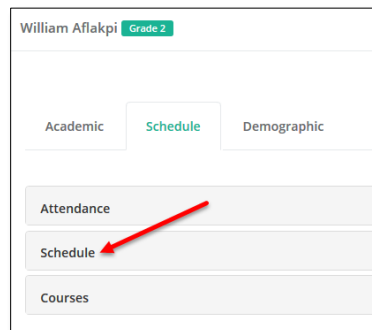 William Aflakpi Grade 2
Academic Schedule Demographic
Attendance
Schedule
Courses